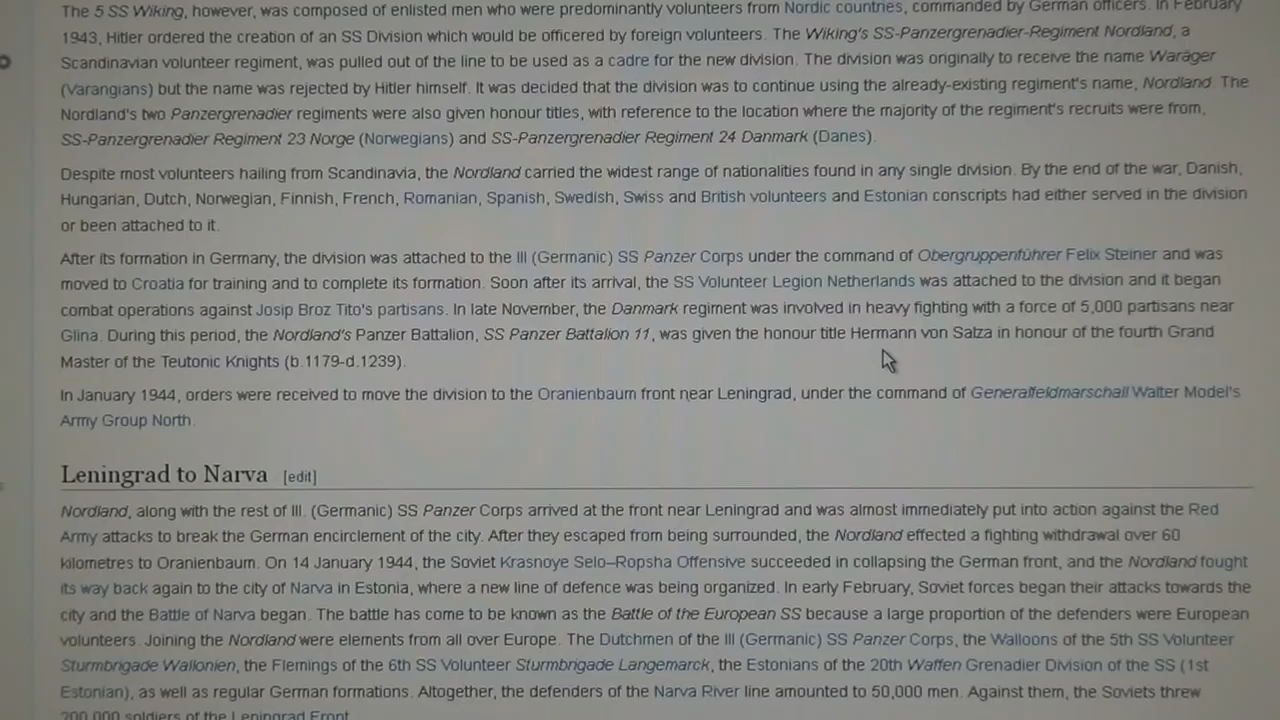 The 5 SS Wiking, however, was composed of enlisted men who were predominantly volunteers from Nordic countries, commanded by German officers. In February
1943, Hitler ordered the creation of an SS Division which would be officered by foreign volunteers. The Wiking's SS-Panzergrenadier-Regiment Nordland, a
Scandinavian volunteer regiment, was pulled out of the line to be used as a cadre for the new division. The division was originally to receive the name Waräger
(Varangians) but the name was rejected by Hitler himself. It was decided that the division was to continue using the already-existing regiment's name, Nordland. The
Nordland's two Panzergrenadier regiments were also given honour titles, with reference to the location where the majority of the regiment's recruits were from,
SS-Panzergrenadier Regiment 23 Norge (Norwegians) and SS-Panzergrenadier Regiment 24 Danmark (Danes).
Despite most volunteers hailing from Scandinavia, the Nordland carried the widest range of nationalities found in any single division. By the end of the war, Danish,
Hungarian, Dutch, Norwegian, Finnish, French, Romanian, Spanish, Swedish, Swiss and British volunteers and Estonian conscripts had either served in the division
or been attached to it.
After its formation in Germany, the division was attached to the III (Germanic) SS Panzer Corps under the command of Obergruppenführer Felix Steiner and was
moved to Croatia for training and to complete its formation. Soon after its arrival, the SS Volunteer Legion Netherlands was attached to the division and it began
combat operations against Josip Broz Tito's partisans. In late November, the Danmark regiment was involved in heavy fighting with a force of 5,000 partisans near
Glina. During this period, the Nordland's Panzer Battalion, SS Panzer Battalion 11, was given the honour title Hermann von Salza in honour of the fourth Grand
Master of the Teutonic Knights (b.1179-d.1239).
In January 1944, orders were received to move the division to the Oranienbaum front near Leningrad, under the command of Generalfeldmarschall Walter Model's
Army Group North.
Leningrad to Narva [edit]
Nordland, along with the rest of III. (Germanic) SS Panzer Corps arrived at the front near Leningrad and was almost immediately put into action against the Red
Army attacks to break the German encirclement of the city. After they escaped from being surrounded, the Nordland effected a fighting withdrawal over 60
kilometres to Oranienbaum. On 14 January 1944, the Soviet Krasnoye Selo–Ropsha Offensive succeeded in collapsing the German front, and the Nordland fought
its way back again to the city of Narva in Estonia, where a new line of defence was being organized. In early February, Soviet forces began their attacks towards the
city and the Battle of Narva began. The battle has come to be known as the Battle of the European SS because a large proportion of the defenders were European
volunteers. Joining the Nordland were elements from all over Europe. The Dutchmen of the III (Germanic) SS Panzer Corps, the Walloons of the 5th SS Volunteer
Sturmbrigade Wallonien, the Flemings of the 6th SS Volunteer Sturmbrigade Langemarck, the Estonians of the 20th Waffen Grenadier Division of the SS (1st
Estonian), as well as regular German formations. Altogether, the defenders of the Narva River line amounted to 50,000 men. Against them, the Soviets threw
200,000 soldiers of the Leningrad Front.